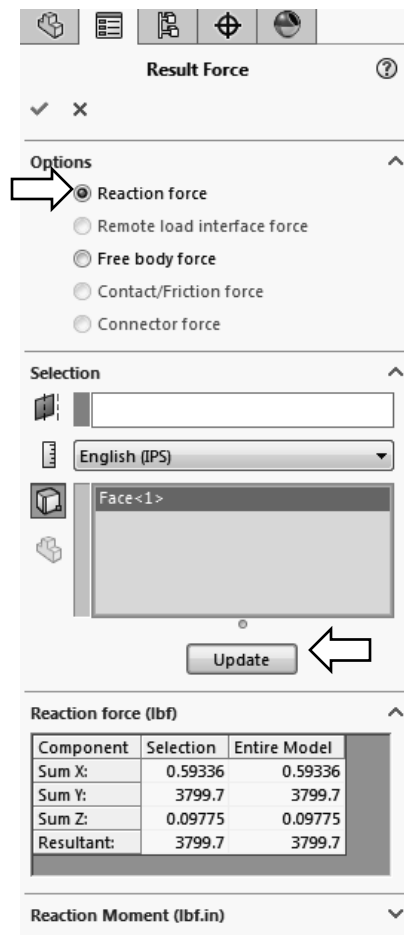 Result Force
?
Options
Reaction force
Remote load interface force
Free body force
Contact/Friction force
Connector force
Selection
English (IPS)
Face<1>
Update
Reaction force (lbf)
Component Selection Entire Model
Sum X: 0.59336 0.59336
Sum Y: 3799.7 3799.7
Sum Z: 0.09775 0.09775
Resultant: 3799.7 3799.7
Reaction Moment (lbf.in)